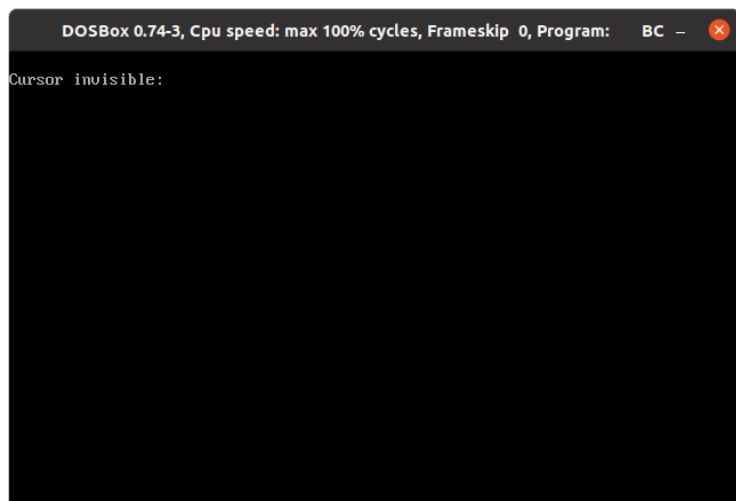 DOSBox 0.74-3, Cpu speed: max 100% cycles, Frameskip 0, Program: BC
Cursor invisible: